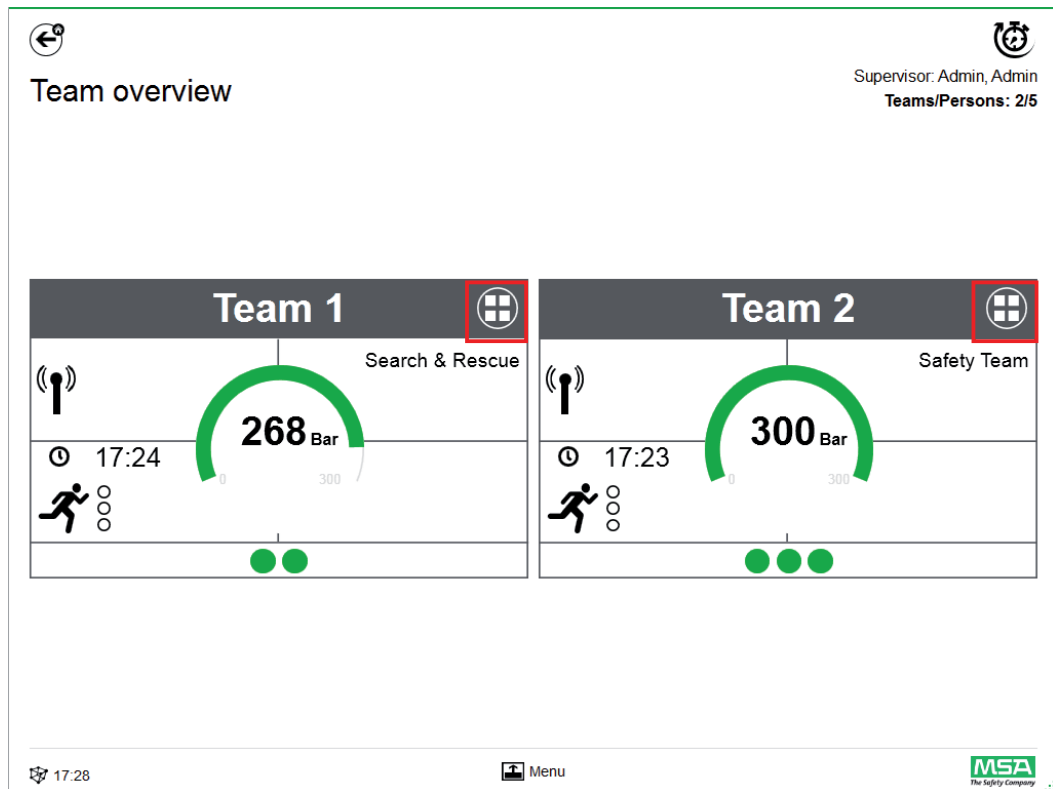 Supervisor: Admin, Admin
Team overview
Teams/Persons: 2/5
Team 1
Team 2
Search & Rescue
Safety Team
268 Bar
300 Bar
17:24
17:23
0 300
0 300
17:28
Menu
MSA
The Safety Company